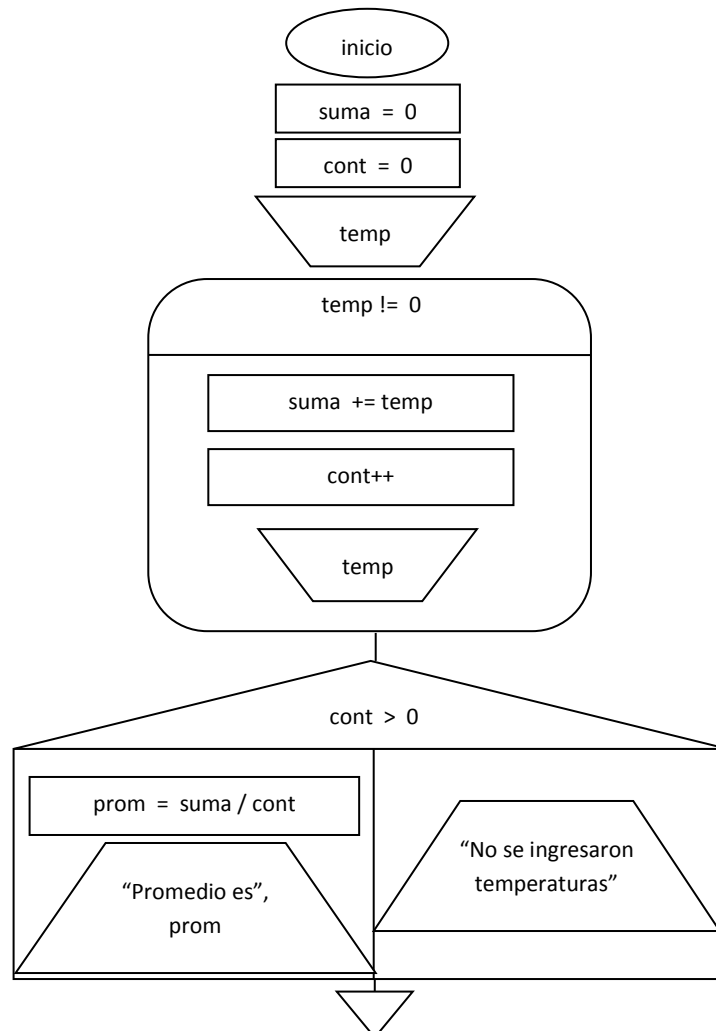 inicio
suma = 0
cont = 0
temp
temp != 0
suma += temp
cont++
temp
cont > 0
prom = suma / cont
“Promedio es”,
prom
“No se ingresaron
temperaturas”